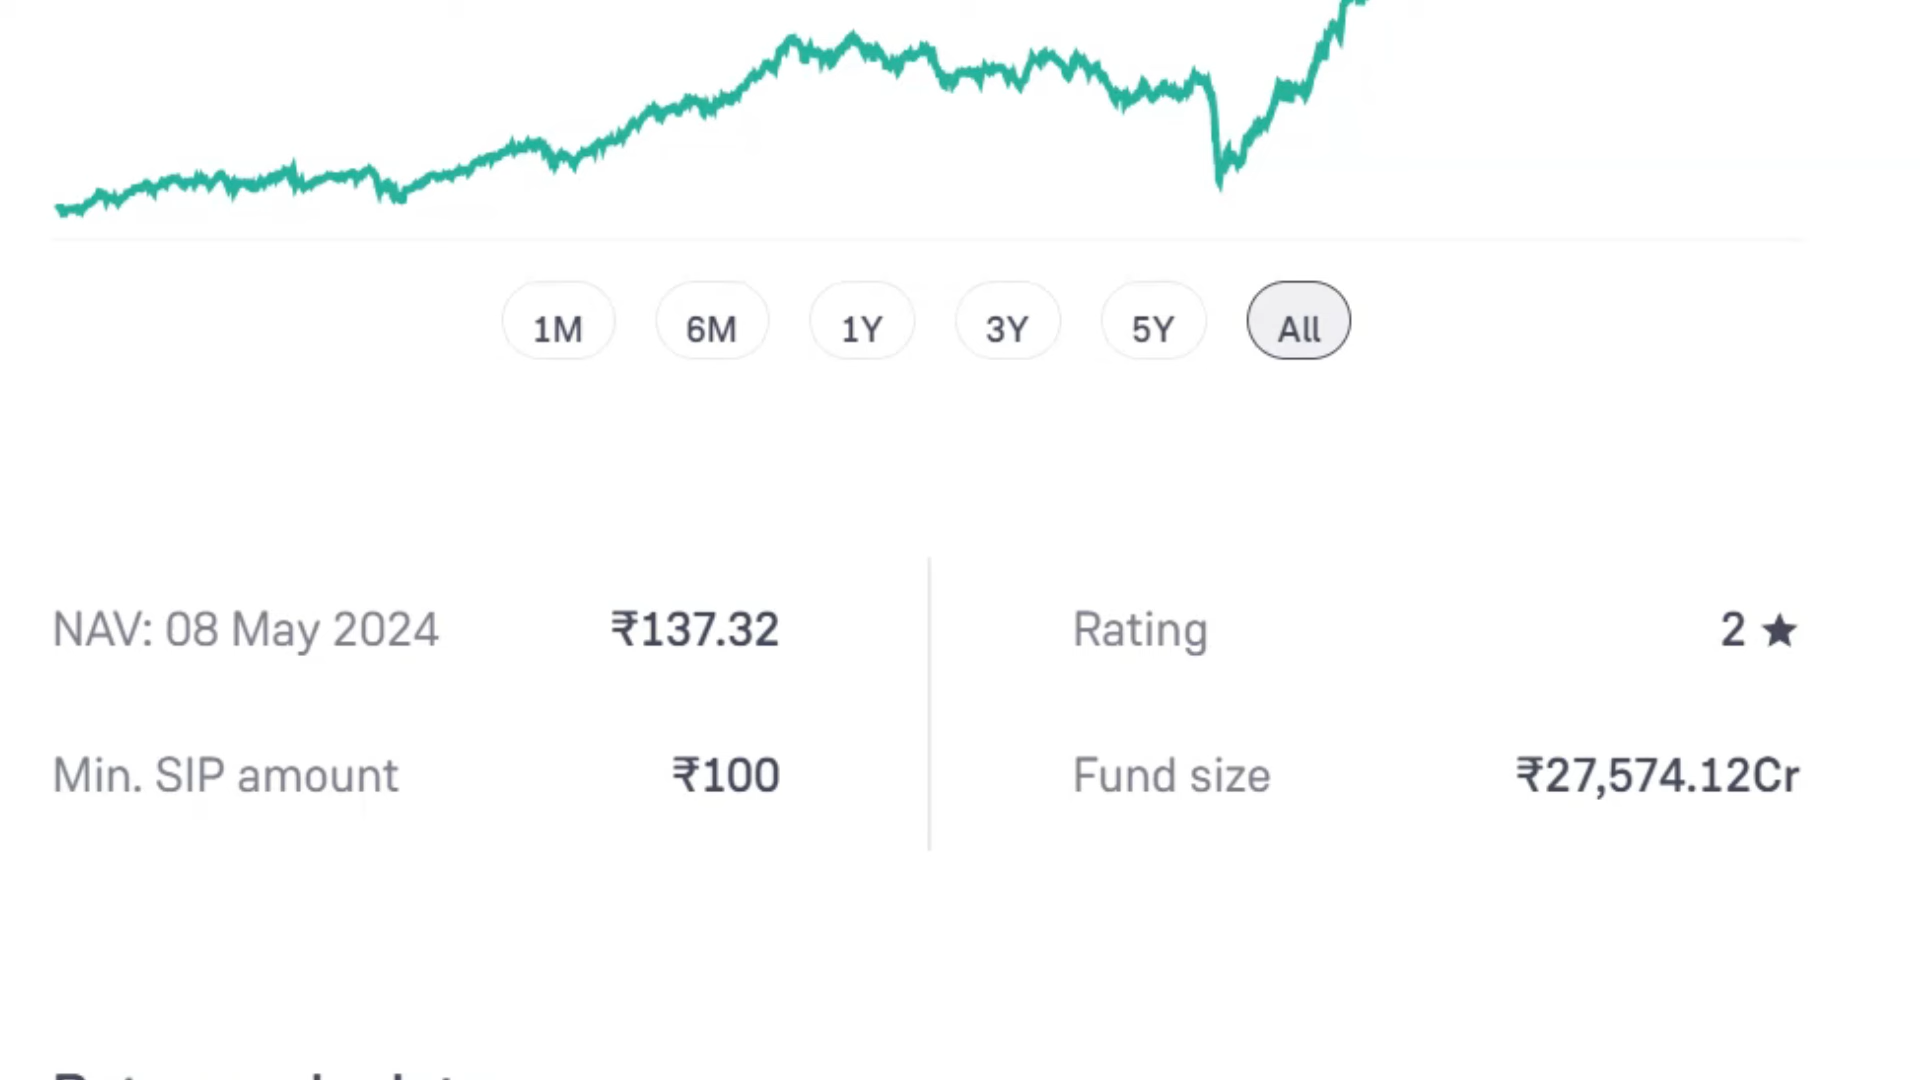 1M 6M 1Y 3Y 5Y All
NAV: 08 May 2024 ₹137.32
Rating 2 ★
Min. SIP amount ₹100
Fund size ₹27,574.12Cr